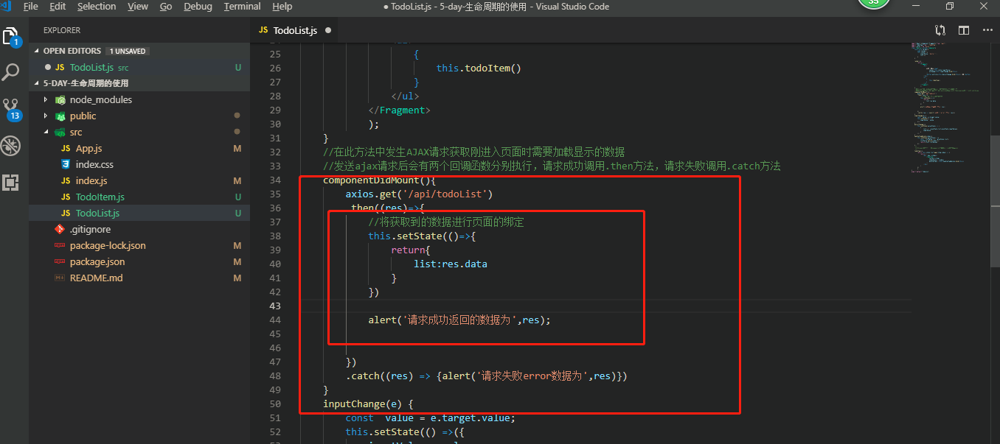 File Edit Selection View Go Debug Terminal Help
● TodoList.js - 5-day-生命周期的使用 - Visual Studio Code
35
1
13
EXPLORER
OPEN EDITORS 1 UNSAVED
JS TodoList.js src U
5-DAY-生命周期的使用
node_modules
public
src
JS App.js M
index.css
JS index.js M
JS TodoItem.js U
JS TodoList.js U
.gitignore
package-lock.json M
package.json M
README.md M
JS TodoList.js ●
25 {
26 this.todoItem()
27 }
28 </ul>
29 </Fragment>
30 );
31 }
32 //在此方法中发生AJAX请求获取刚进入页面时需要加载显示的数据
33 //发送ajax请求后会有两个回调函数分别执行，请求成功调用.then方法，请求失败调用.catch方法
34 componentDidMount(){
35 axios.get('/api/todoList')
36 .then((res)=>{
37 //将获取到的数据进行页面的绑定
38 this.setState(()=>{
39 return{
40 list:res.data
41 }
42 })
43
44 alert('请求成功返回的数据为',res);
45
46
47 })
48 .catch((res) => {alert('请求失败error数据为',res)})
49 }
50 inputChange(e) {
51 const value = e.target.value;
52 this.setState(() =>({